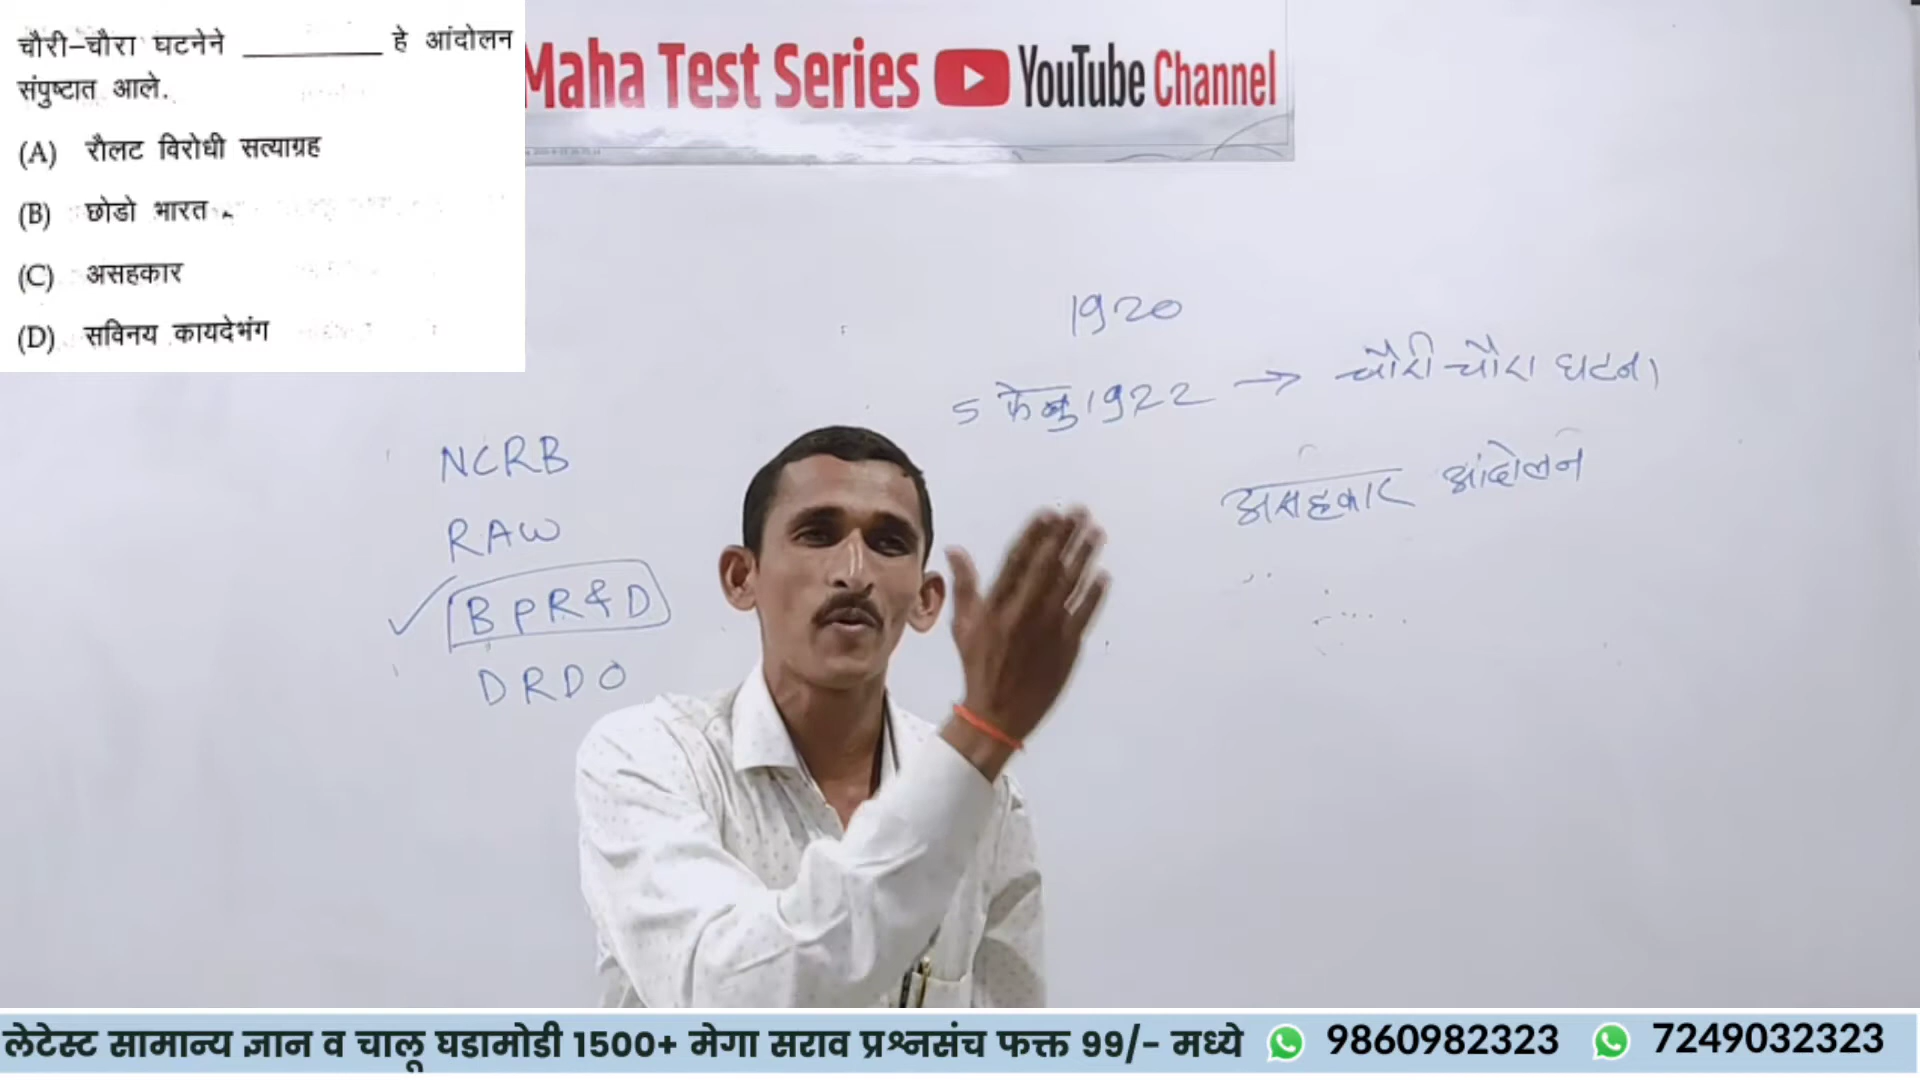 चौरी-चौरा घटनेने __________ हे आंदोलन
संपुष्टात आले.
(A) रौलट विरोधी सत्याग्रह
(B) छोडो भारत
(C) असहकार
(D) सविनय कायदेभंग
Maha Test Series YouTube Channel
1920
5 फेब्रु 1922 → चौरी चौरा घटना
असहकार आंदोलन
NCRB
RAW
✓ BPR&D
DRDO
लेटेस्ट सामान्य ज्ञान व चालू घडामोडी 1500+ मेगा सराव प्रश्नसंच फक्त 99/- मध्ये 9860982323 7249032323